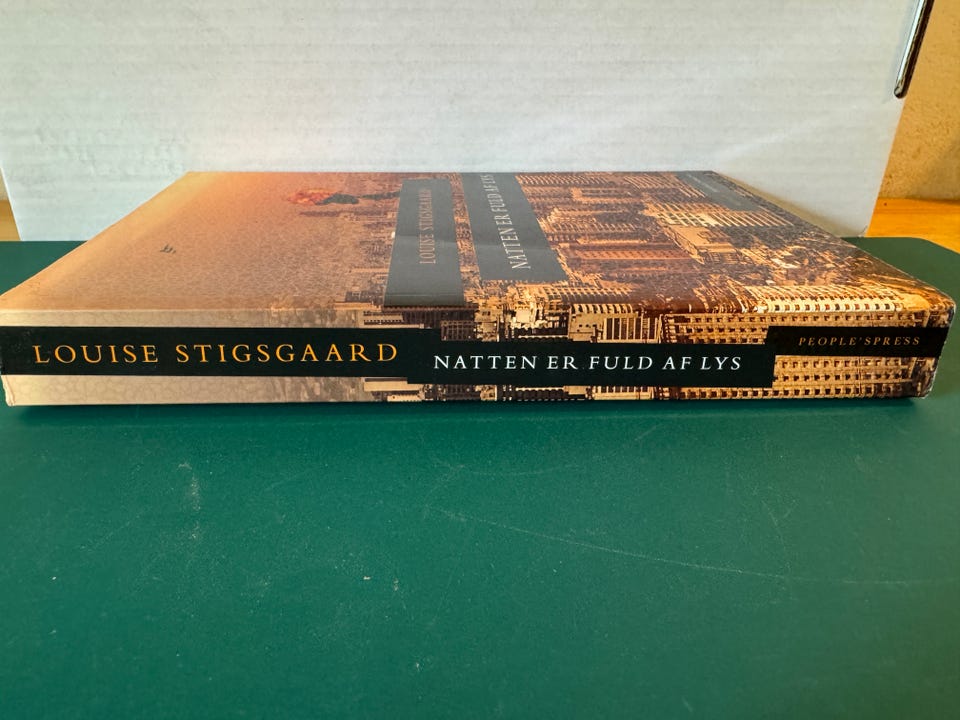 LOUISE STIGSGAARD
NATTEN ER FULD AF LYS
LOUISE STIGSGAARD
NATTEN ER FULD AF LYS
PEOPLE'SPRESS